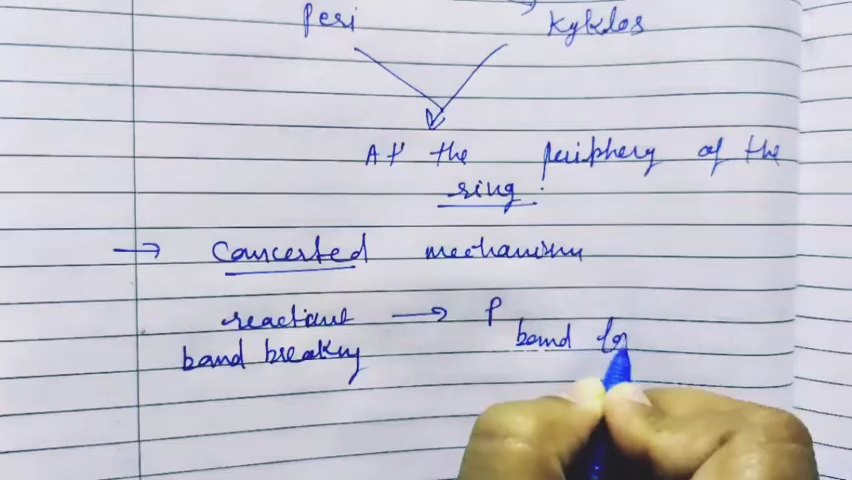 Peri Kyklos
At the periphery of the
ring.
→ Concerted mechanism
reactant → P
bond breaking bond fo